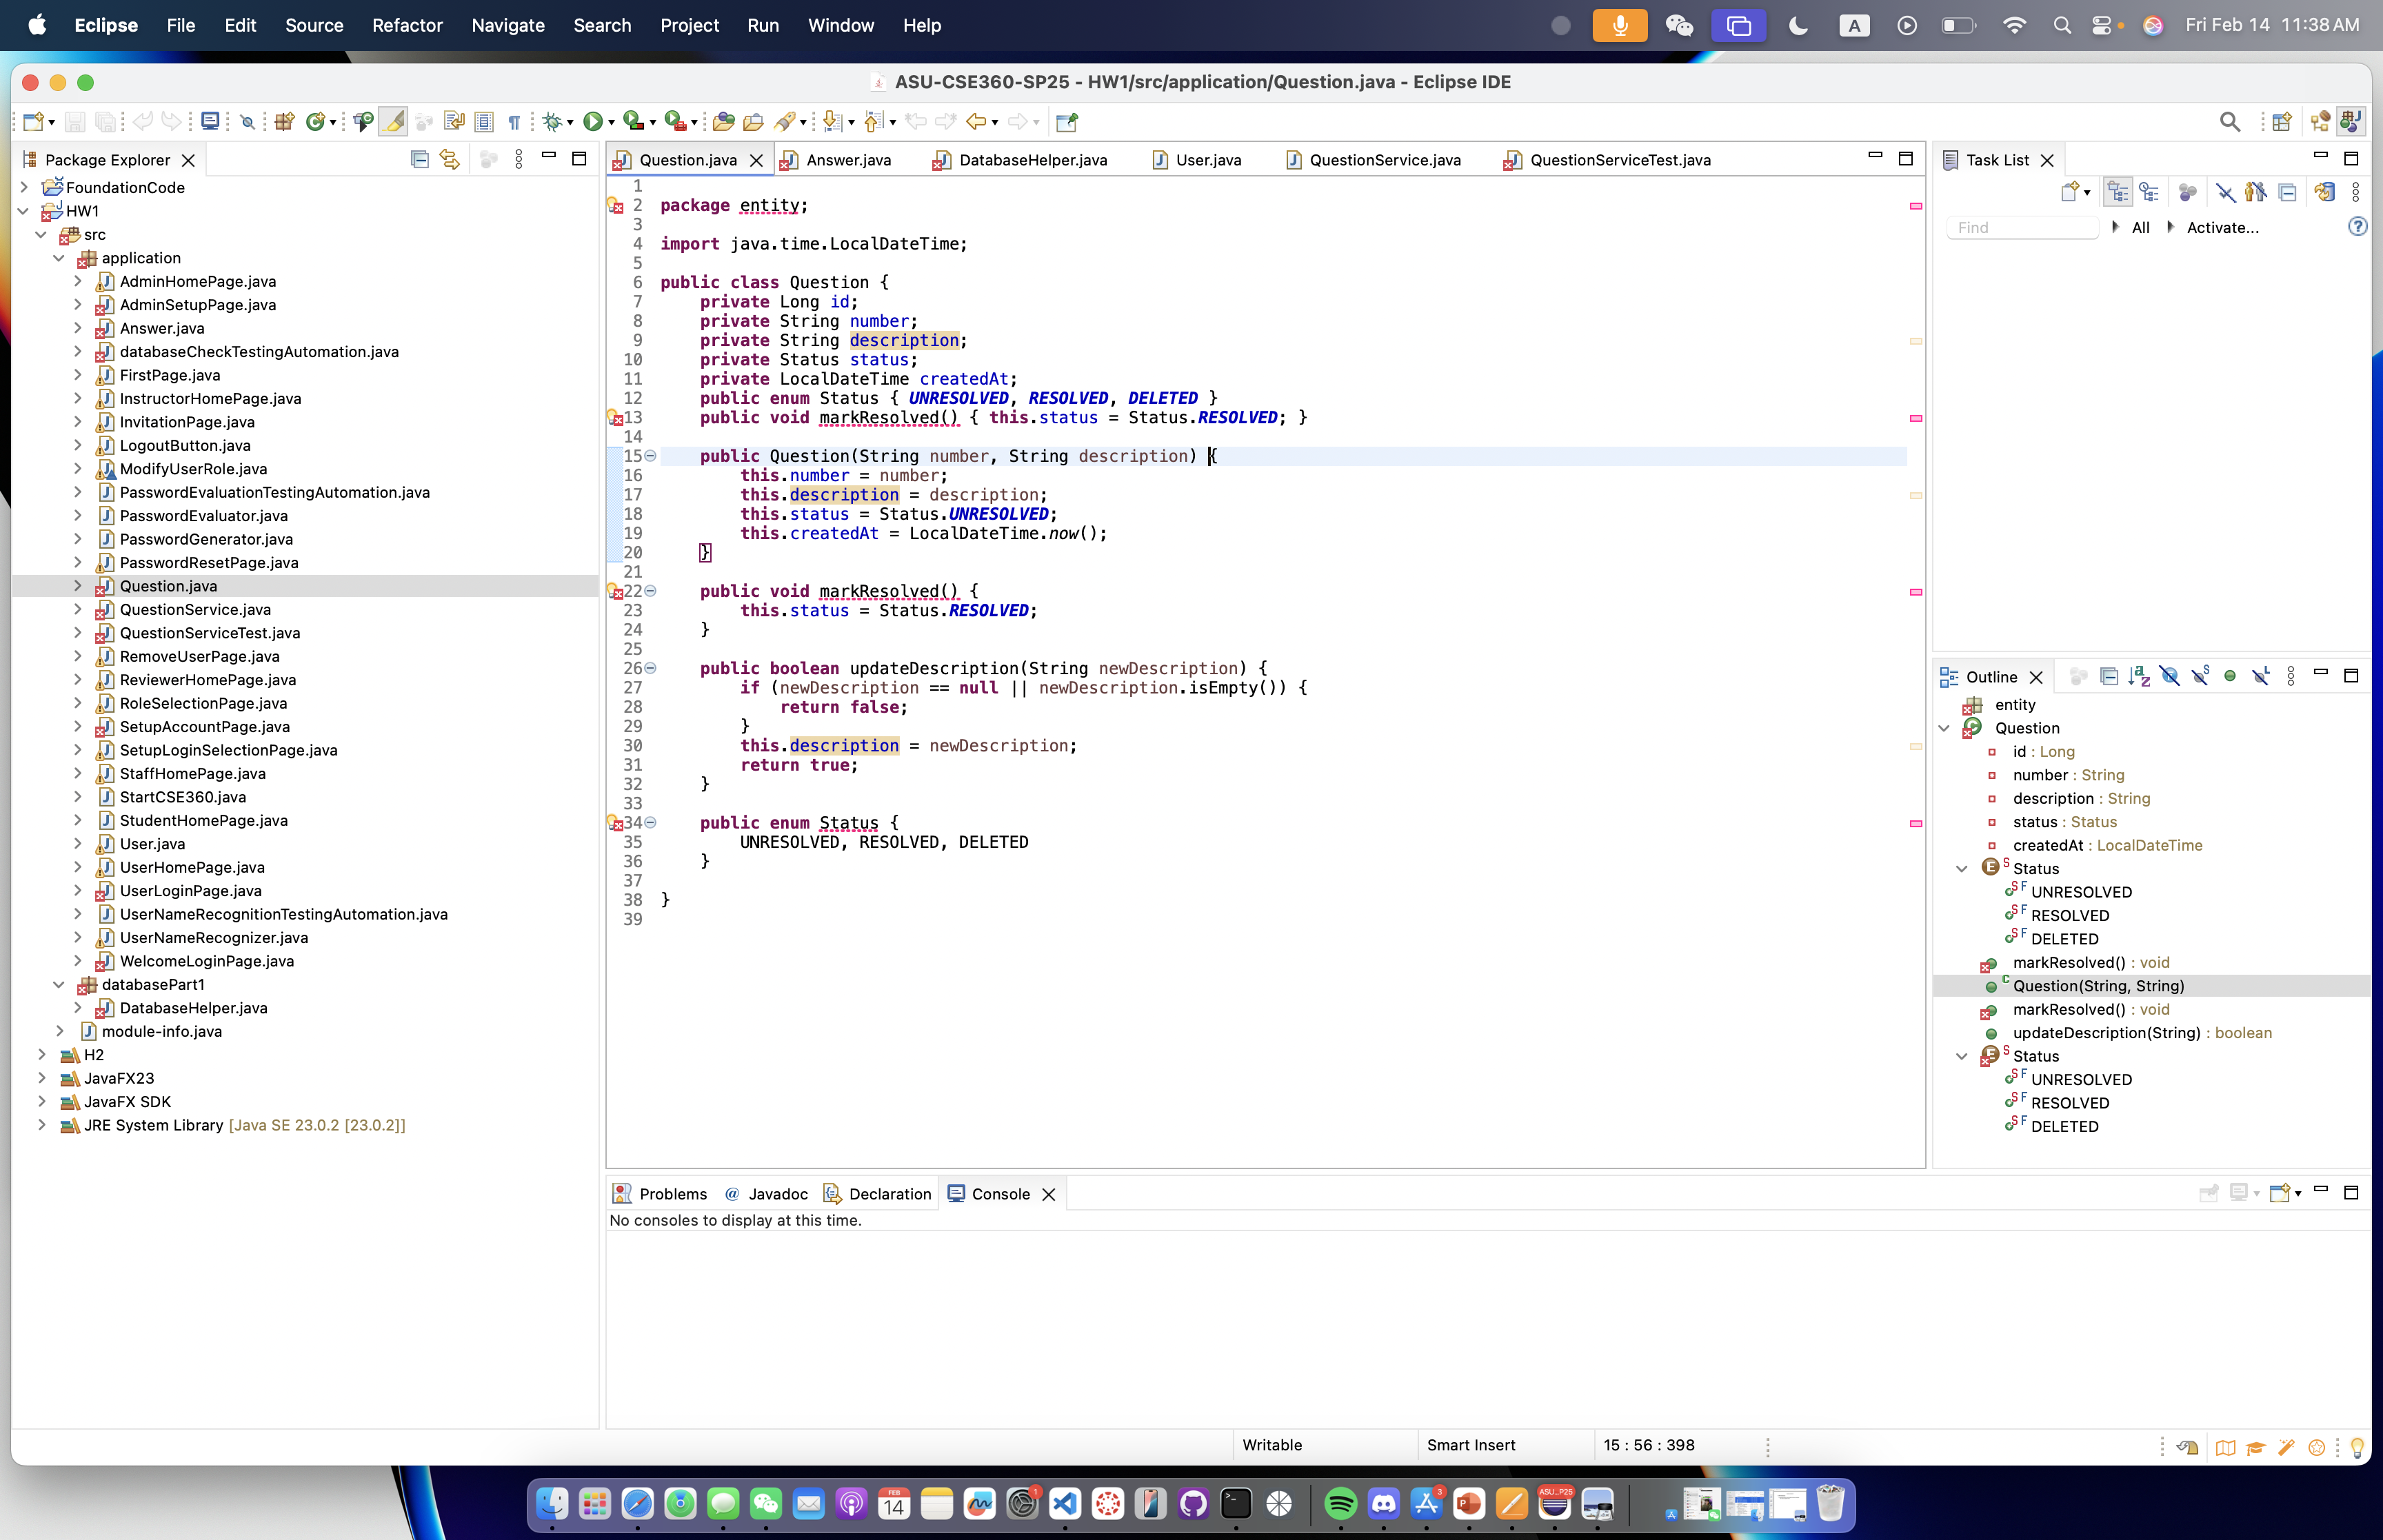 Eclipse File Edit Source Refactor Navigate Search Project Run Window Help A Fri Feb 14 11:38 AM
ASU-CSE360-SP25 - HW1/src/application/Question.java - Eclipse IDE
Package Explorer
FoundationCode
HW1
src
application
AdminHomePage.java
AdminSetupPage.java
Answer.java
databaseCheckTestingAutomation.java
FirstPage.java
InstructorHomePage.java
InvitationPage.java
LogoutButton.java
ModifyUserRole.java
PasswordEvaluationTestingAutomation.java
PasswordEvaluator.java
PasswordGenerator.java
PasswordResetPage.java
Question.java
QuestionService.java
QuestionServiceTest.java
RemoveUserPage.java
ReviewerHomePage.java
RoleSelectionPage.java
SetupAccountPage.java
SetupLoginSelectionPage.java
StaffHomePage.java
StartCSE360.java
StudentHomePage.java
User.java
UserHomePage.java
UserLoginPage.java
UserNameRecognitionTestingAutomation.java
UserNameRecognizer.java
WelcomeLoginPage.java
databasePart1
DatabaseHelper.java
module-info.java
H2
JavaFX23
JavaFX SDK
JRE System Library [Java SE 23.0.2 [23.0.2]]
Question.java Answer.java DatabaseHelper.java User.java QuestionService.java QuestionServiceTest.java
1
2 package entity;
3
4 import java.time.LocalDateTime;
5
6 public class Question {
7 private Long id;
8 private String number;
9 private String description;
10 private Status status;
11 private LocalDateTime createdAt;
12 public enum Status { UNRESOLVED, RESOLVED, DELETED }
13 public void markResolved() { this.status = Status.RESOLVED; }
14
15 public Question(String number, String description) {
16 this.number = number;
17 this.description = description;
18 this.status = Status.UNRESOLVED;
19 this.createdAt = LocalDateTime.now();
20 }
21
22 public void markResolved() {
23 this.status = Status.RESOLVED;
24 }
25
26 public boolean updateDescription(String newDescription) {
27 if (newDescription == null || newDescription.isEmpty()) {
28 return false;
29 }
30 this.description = newDescription;
31 return true;
32 }
33
34 public enum Status {
35 UNRESOLVED, RESOLVED, DELETED
36 }
37
38 }
39
Task List
Find All Activate...
Outline
entity
Question
id : Long
number : String
description : String
status : Status
createdAt : LocalDateTime
Status
UNRESOLVED
RESOLVED
DELETED
markResolved() : void
Question(String, String)
markResolved() : void
updateDescription(String) : boolean
Status
UNRESOLVED
RESOLVED
DELETED
Problems @ Javadoc Declaration Console
No consoles to display at this time.
Writable Smart Insert 15 : 56 : 398
FEB
14
1
3
ASU...P25